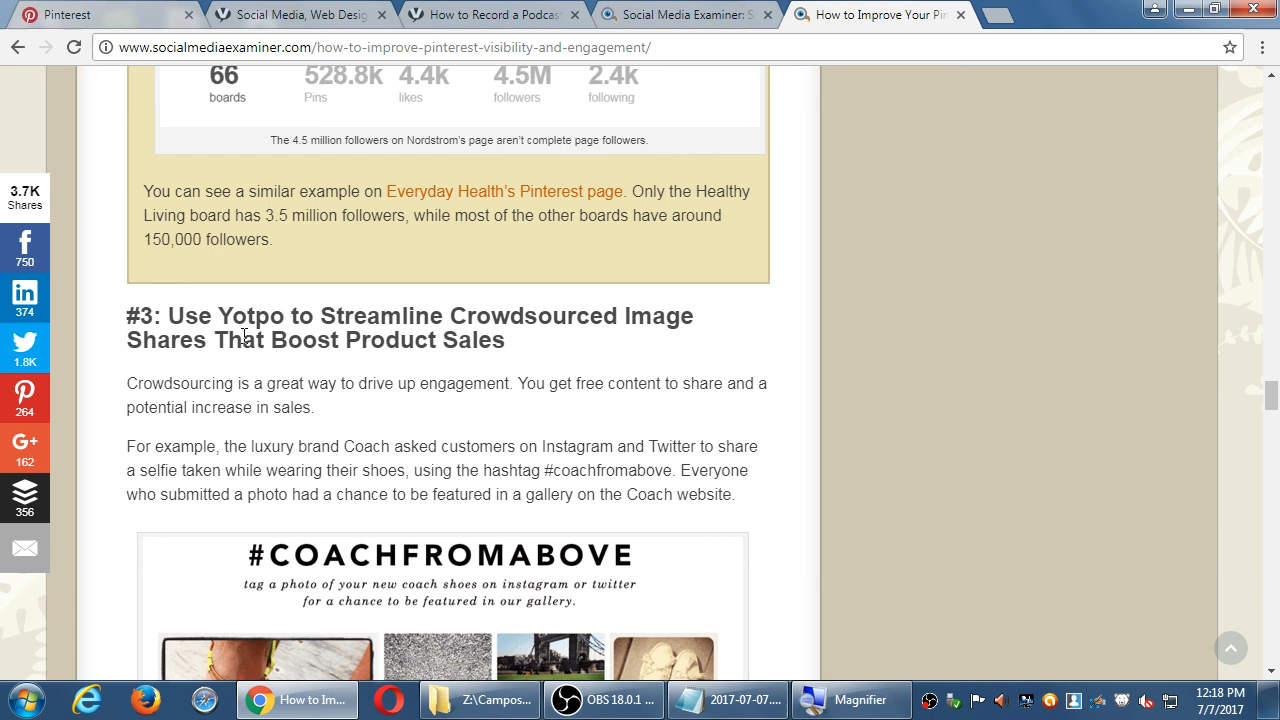 Pinterest
Social Media, Web Desig
How to Record a Podcas
Social Media Examiner: S
How to Improve Your Pin
www.socialmediaexaminer.com/how-to-improve-pinterest-visibility-and-engagement/
66 528.8k 4.4k 4.5M 2.4k
boards Pins likes followers following
The 4.5 million followers on Nordstrom's page aren't complete page followers.
You can see a similar example on Everyday Health's Pinterest page. Only the Healthy
Living board has 3.5 million followers, while most of the other boards have around
150,000 followers.
3.7K
Shares
750
374
1.8K
264
G+
162
356
#3: Use Yotpo to Streamline Crowdsourced Image
Shares That Boost Product Sales
Crowdsourcing is a great way to drive up engagement. You get free content to share and a
potential increase in sales.
For example, the luxury brand Coach asked customers on Instagram and Twitter to share
a selfie taken while wearing their shoes, using the hashtag #coachfromabove. Everyone
who submitted a photo had a chance to be featured in a gallery on the Coach website.
#COACHFROMABOVE
tag a photo of your new coach shoes on instagram or twitter
for a chance to be featured in our gallery.
How to Im...
Z:\Campos...
OBS 18.0.1 ...
2017-07-07....
Magnifier
12:18 PM
7/7/2017